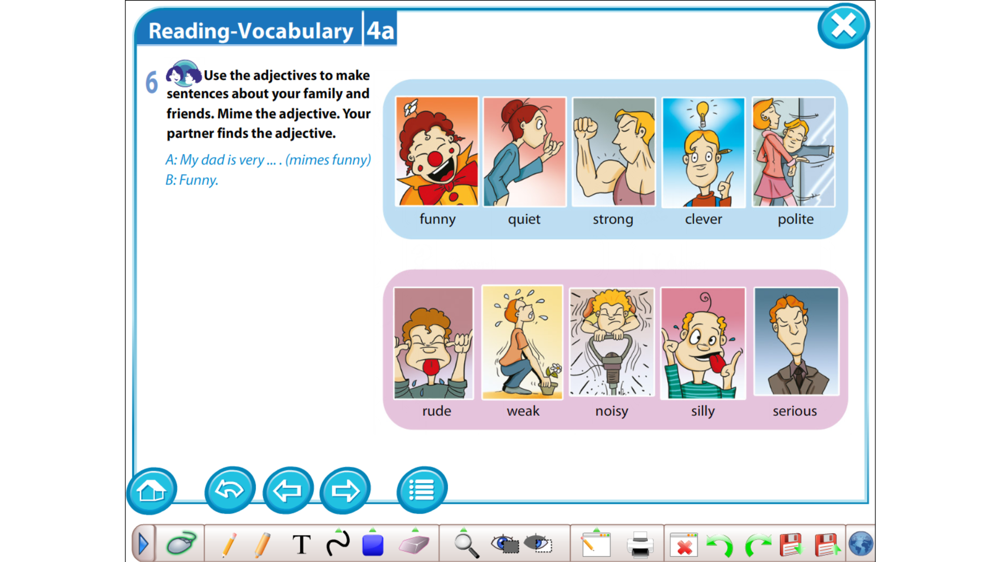 Reading-Vocabulary 4a
6 Use the adjectives to make
sentences about your family and
friends. Mime the adjective. Your
partner finds the adjective.
A: My dad is very ... . (mimes funny)
B: Funny.
funny quiet strong clever polite
rude weak noisy silly serious
T